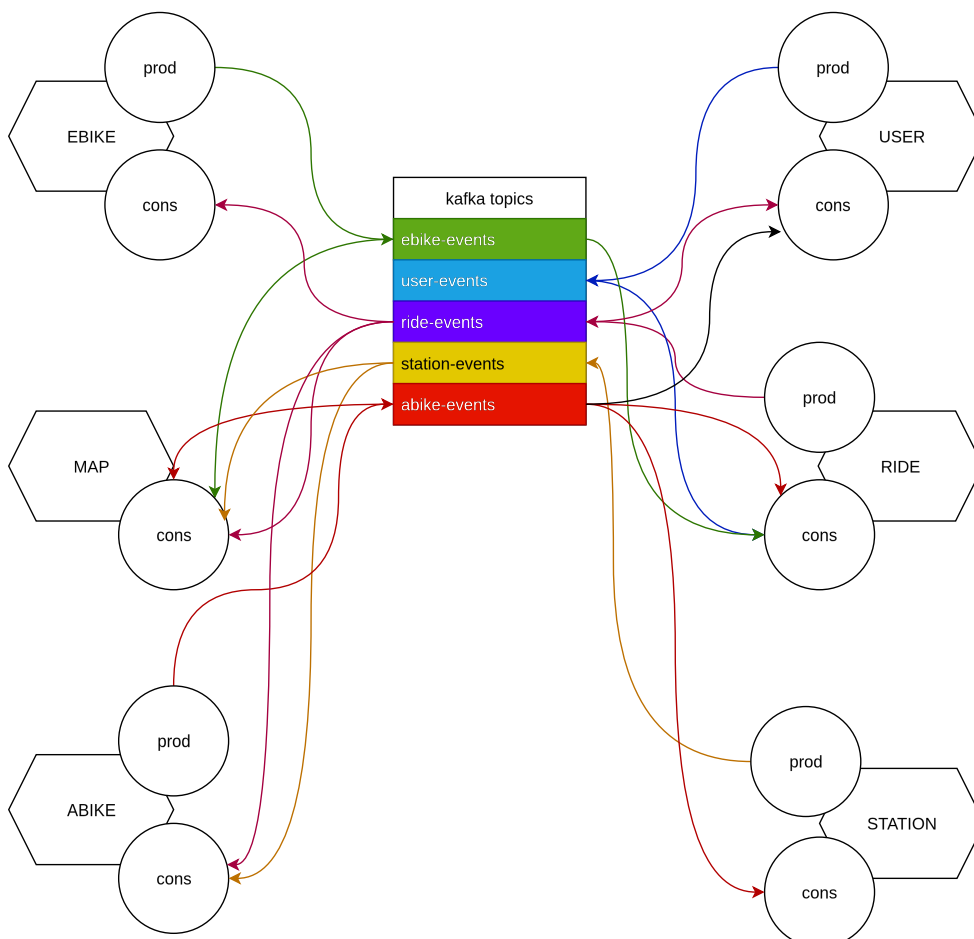 prod
EBIKE
cons
prod
USER
cons
kafka topics
ebike-events
user-events
ride-events
station-events
abike-events
MAP
cons
prod
RIDE
cons
prod
ABIKE
cons
prod
STATION
cons